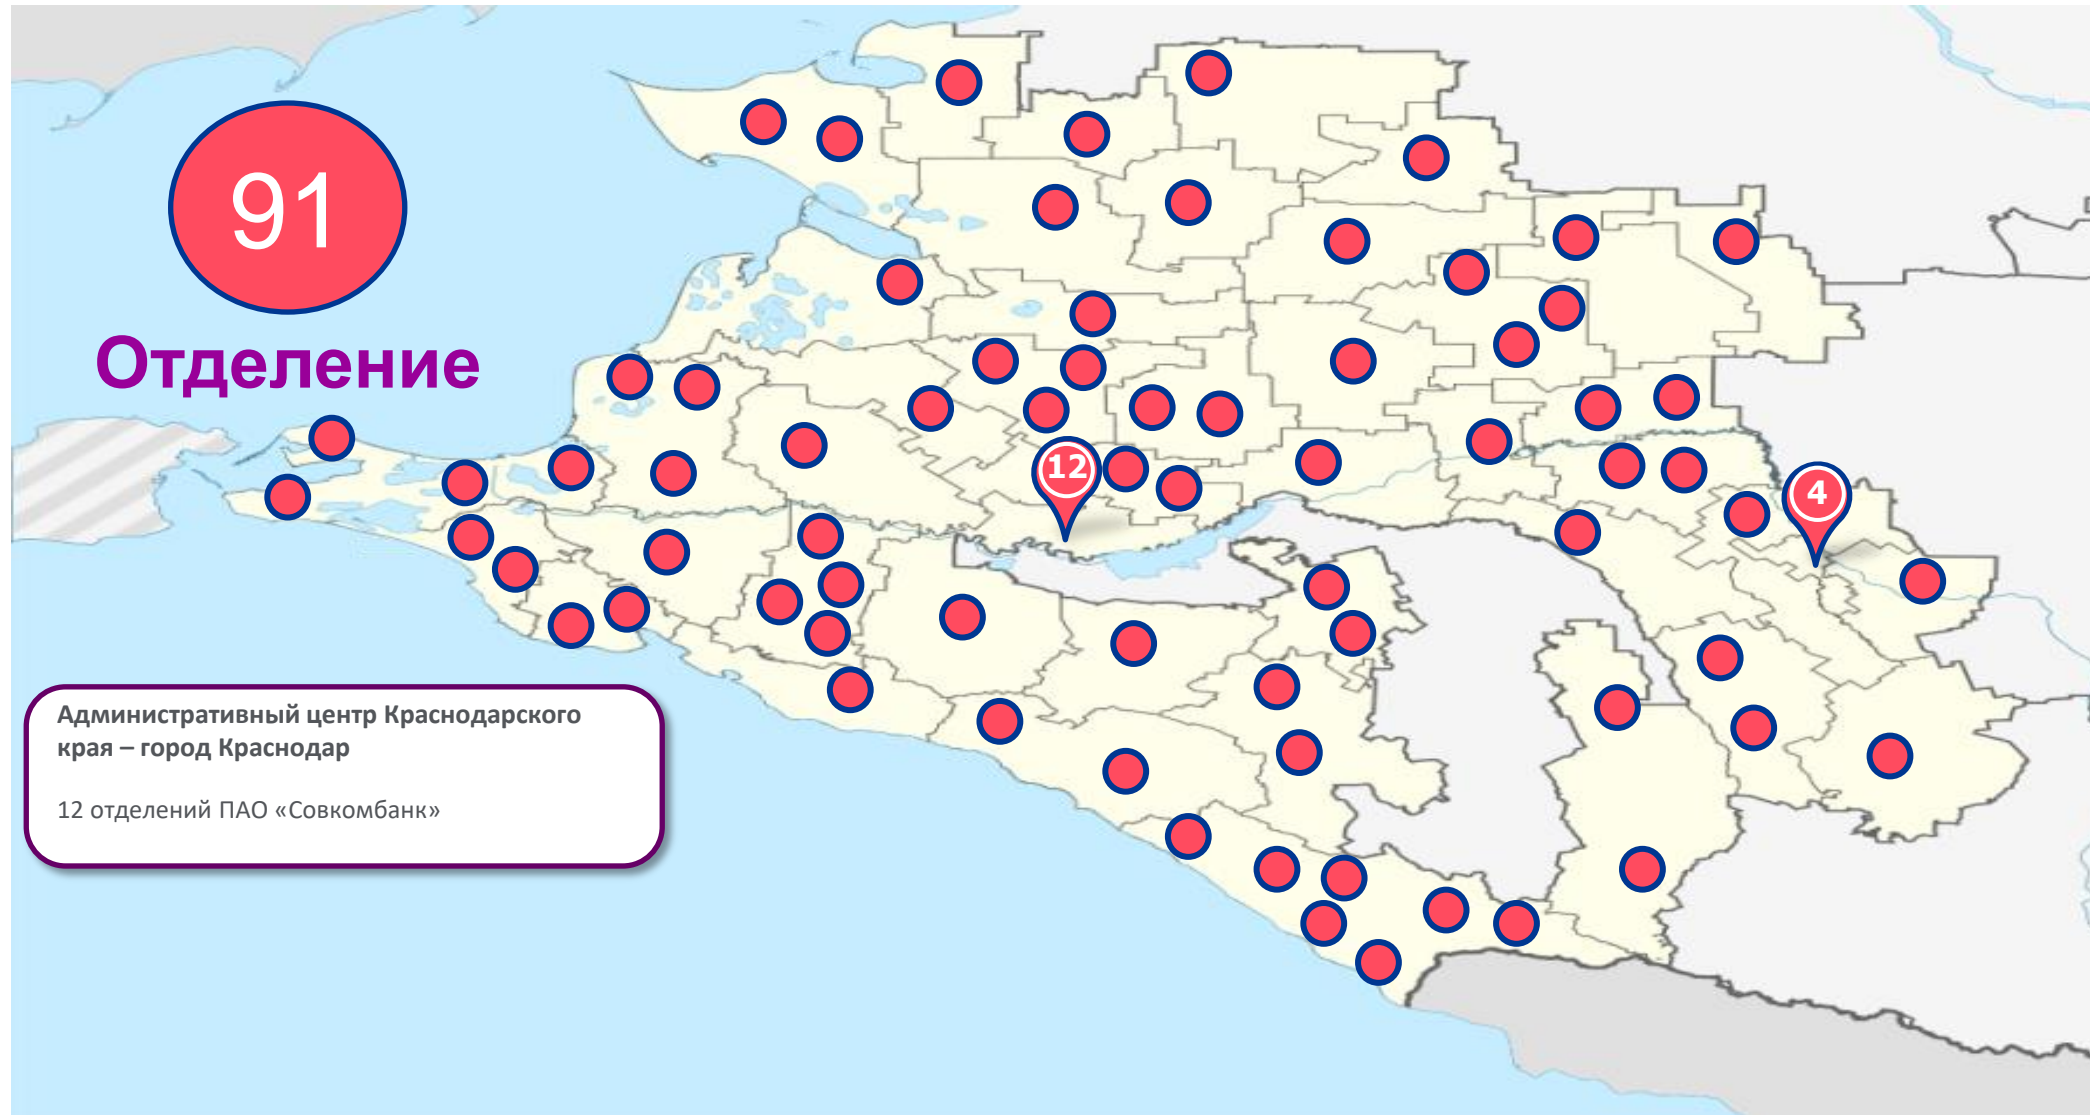 91
Отделение
12
4
Административный центр Краснодарского
края – город Краснодар
12 отделений ПАО «Совкомбанк»